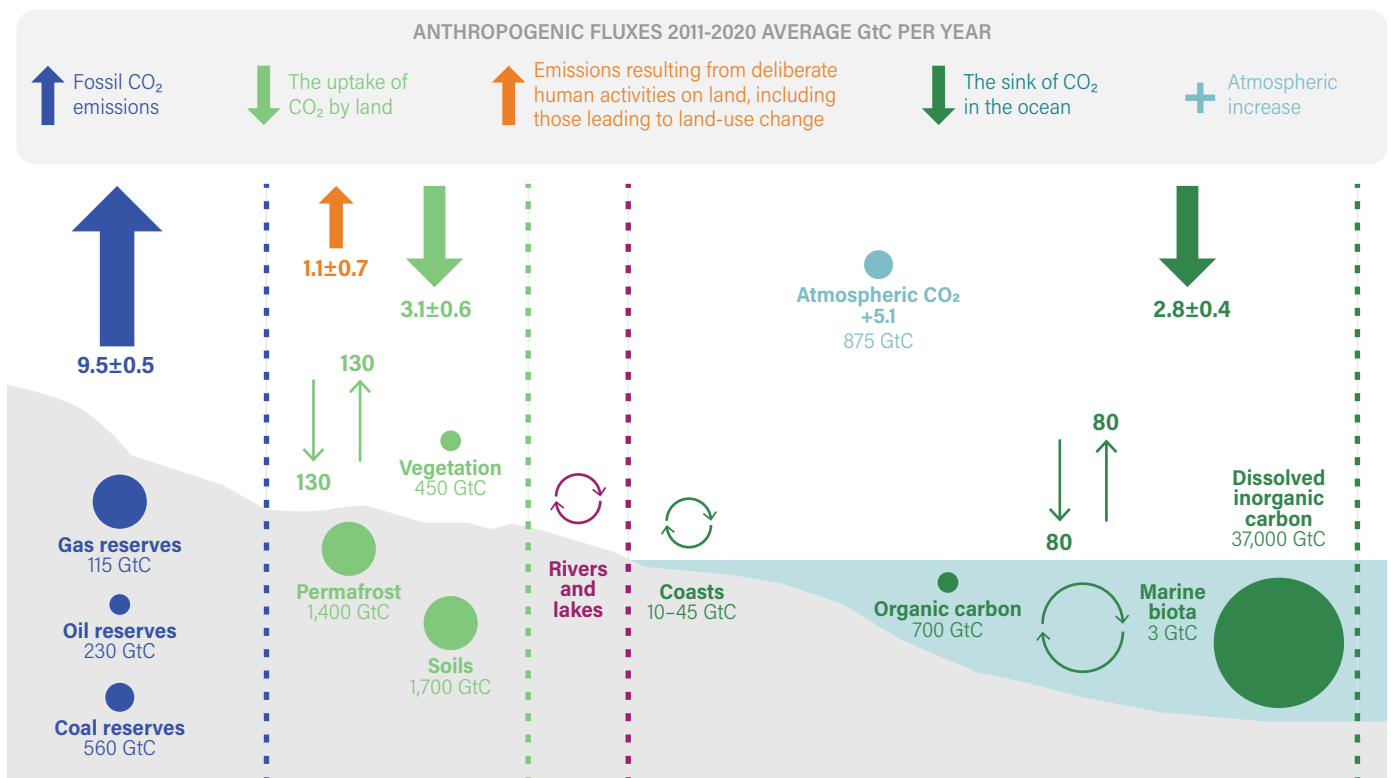 ANTHROPOGENIC FLUXES 2011-2020 AVERAGE GtC PER YEAR
Fossil CO₂
emissions
The uptake of
CO₂ by land
Emissions resulting from deliberate
human activities on land, including
those leading to land-use change
The sink of CO₂
in the ocean
Atmospheric
increase
9.5±0.5
1.1±0.7
3.1±0.6
130
130
Vegetation
450 GtC
Gas reserves
115 GtC
Oil reserves
230 GtC
Coal reserves
560 GtC
Permafrost
1,400 GtC
Soils
1,700 GtC
Rivers
and
lakes
Coasts
10–45 GtC
Atmospheric CO₂
+5.1
875 GtC
2.8±0.4
80
80
Organic carbon
700 GtC
Marine
biota
3 GtC
Dissolved
inorganic
carbon
37,000 GtC